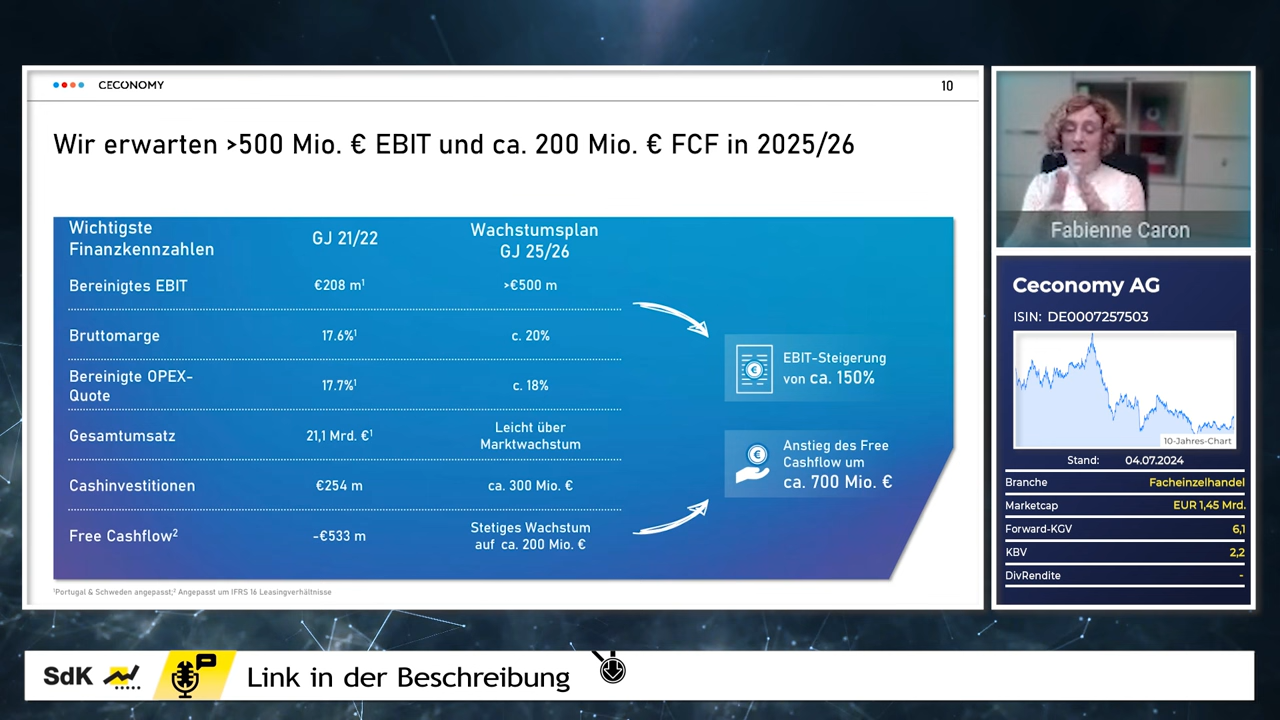 CECONOMY
10
Wir erwarten >500 Mio. € EBIT und ca. 200 Mio. € FCF in 2025/26
Wichtigste
Finanzkennzahlen
GJ 21/22
Wachstumsplan
GJ 25/26
Bereinigtes EBIT
€208 m¹
>€500 m
Bruttomarge
17.6%¹
c. 20%
Bereinigte OPEX-
Quote
17.7%¹
c. 18%
Gesamtumsatz
21,1 Mrd. €¹
Leicht über
Marktwachstum
Cashinvestitionen
€254 m
ca. 300 Mio. €
Free Cashflow²
-€533 m
Stetiges Wachstum
auf ca. 200 Mio. €
EBIT-Steigerung
von ca. 150%
Anstieg des Free
Cashflow um
ca. 700 Mio. €
¹Portugal & Schweden angepasst;² Angepasst um IFRS 16 Leasingverhältnisse
Fabienne Caron
Ceconomy AG
ISIN: DE0007257503
10-Jahres-Chart
Stand: 04.07.2024
Branche Facheinzelhandel
Marketcap EUR 1,45 Mrd.
Forward-KGV 6,1
KBV 2,2
DivRendite -
SdK
Link in der Beschreibung